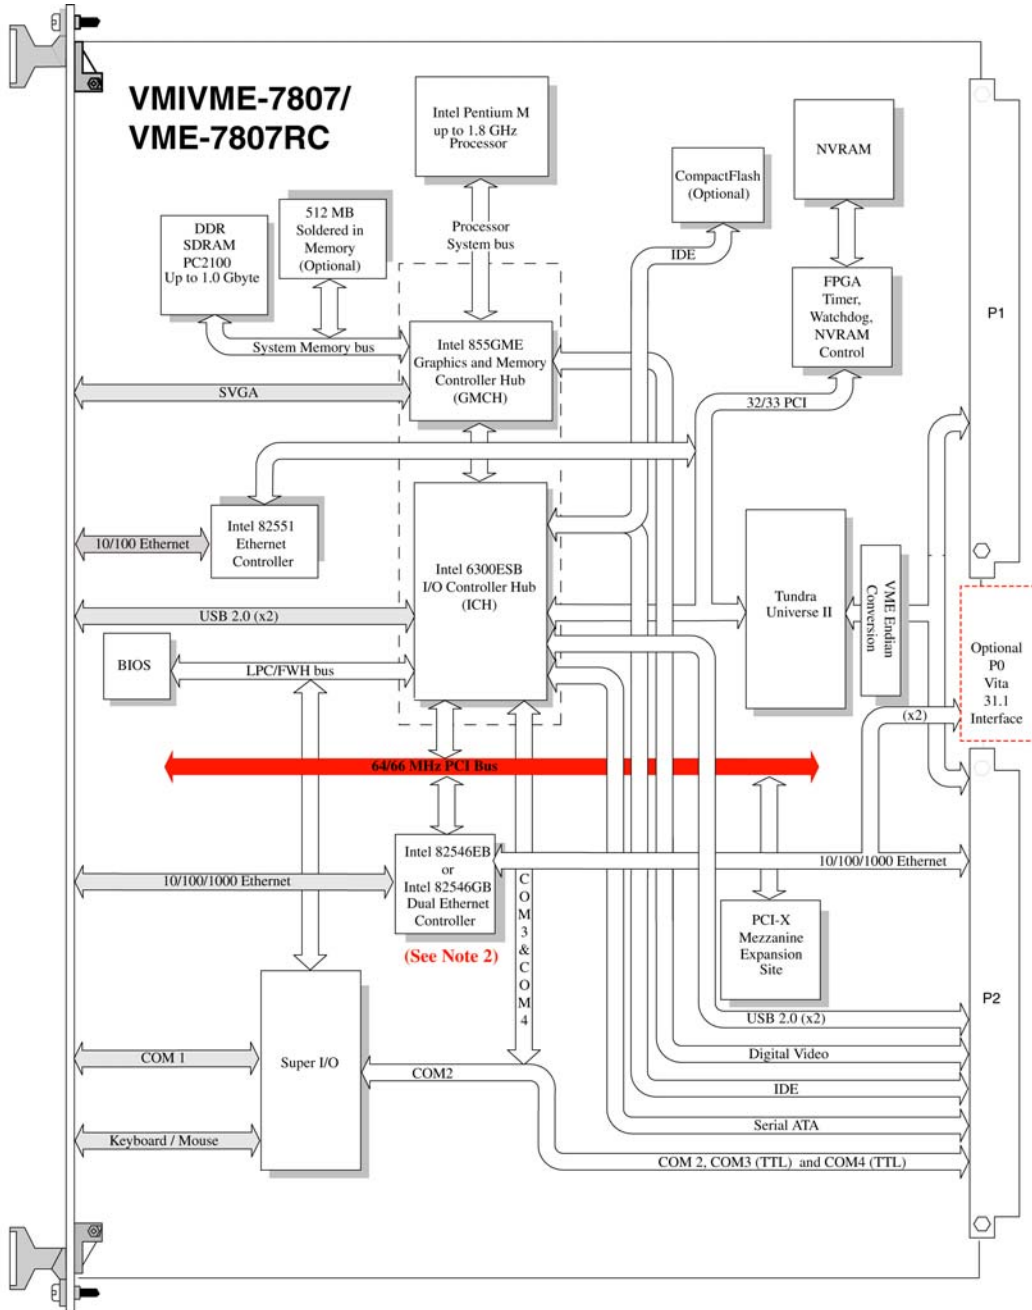 VMIVME-7807/
VME-7807RC
Intel Pentium M
up to 1.8 GHz
Processor
NVRAM
CompactFlash
(Optional)
512 MB
Soldered in
Memory
(Optional)
DDR
SDRAM
PC2100
Up to 1.0 Gbyte
Processor
System bus
IDE
FPGA
Timer,
Watchdog,
NVRAM
Control
P1
System Memory bus
Intel 855GME
Graphics and Memory
Controller Hub
(GMCH)
SVGA
32/33 PCI
Intel 82551
Ethernet
Controller
10/100 Ethernet
Intel 6300ESB
I/O Controller Hub
(ICH)
Tundra
Universe II
VME Endian
Conversion
USB 2.0 (x2)
BIOS
LPC/FWH bus
Optional
P0
Vita
31.1
Interface
(x2)
64/66 MHz PCI Bus
Intel 82546EB
or
Intel 82546GB
Dual Ethernet
Controller
10/100/1000 Ethernet
10/100/1000 Ethernet
(See Note 2)
COM3&COM4
PCI-X
Mezzanine
Expansion
Site
P2
USB 2.0 (x2)
Super I/O
COM 1
COM2
Digital Video
IDE
Serial ATA
Keyboard / Mouse
COM 2, COM3 (TTL) and COM4 (TTL)